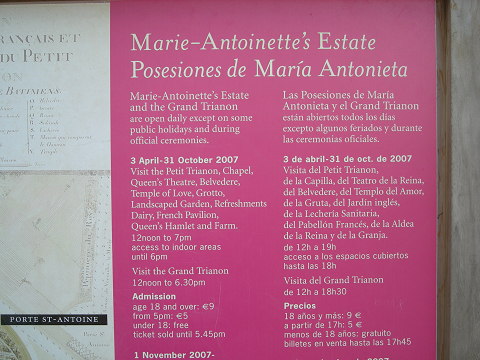 RANÇAIS ET
DU PETIT
Marie-Antoinette's Estate
Posesiones de María Antonieta
Marie-Antoinette's Estate
and the Grand Trianon
are open daily except on some
public holidays and during
official ceremonies.
3 April-31 October 2007
Visit the Petit Trianon, Chapel,
Queen's Theatre, Belvedere,
Temple of Love, Grotto,
Landscaped Garden, Refreshments
Dairy, French Pavilion,
Queen's Hamlet and Farm.
12noon to 7pm
access to indoor areas
until 6pm
Visit the Grand Trianon
12noon to 6.30pm
Admission
age 18 and over: €9
from 5pm: €5
under 18: free
ticket sold until 5.45pm
1 November 2007-
Las Posesiones de María
Antonieta y el Grand Trianon
están abiertos todos los días
excepto algunos feriados y durante
las ceremonias oficiales.
3 de abril-31 de oct. de 2007
Visita del Petit Trianon,
de la Capilla, del Teatro de la Reina,
del Belvedere, del Templo del Amor,
de la Gruta, del Jardín inglés,
de la Lechería Sanitaria,
del Pabellón Francés, de la Aldea
de la Reina y de la Granja.
de 12h a 19h
acceso a los espacios cubiertos
hasta las 18h
Visita del Grand Trianon
de 12h a 18h30
Precios
18 años y más: 9 €
a partir de 17h: 5 €
menos de 18 años: gratuito
billetes en venta hasta las 17h45
PORTE ST-ANTOINE